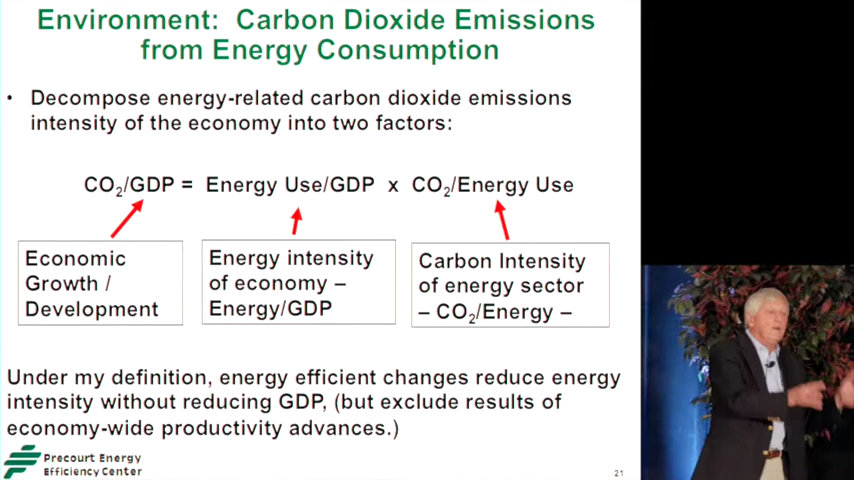 Environment: Carbon Dioxide Emissions
from Energy Consumption
• Decompose energy-related carbon dioxide emissions
intensity of the economy into two factors:
CO₂/GDP = Energy Use/GDP x CO₂/Energy Use
Economic
Growth /
Development
Energy intensity
of economy –
Energy/GDP
Carbon Intensity
of energy sector
– CO₂/Energy –
Under my definition, energy efficient changes reduce energy
intensity without reducing GDP, (but exclude results of
economy-wide productivity advances.)
Precourt Energy
Efficiency Center
21